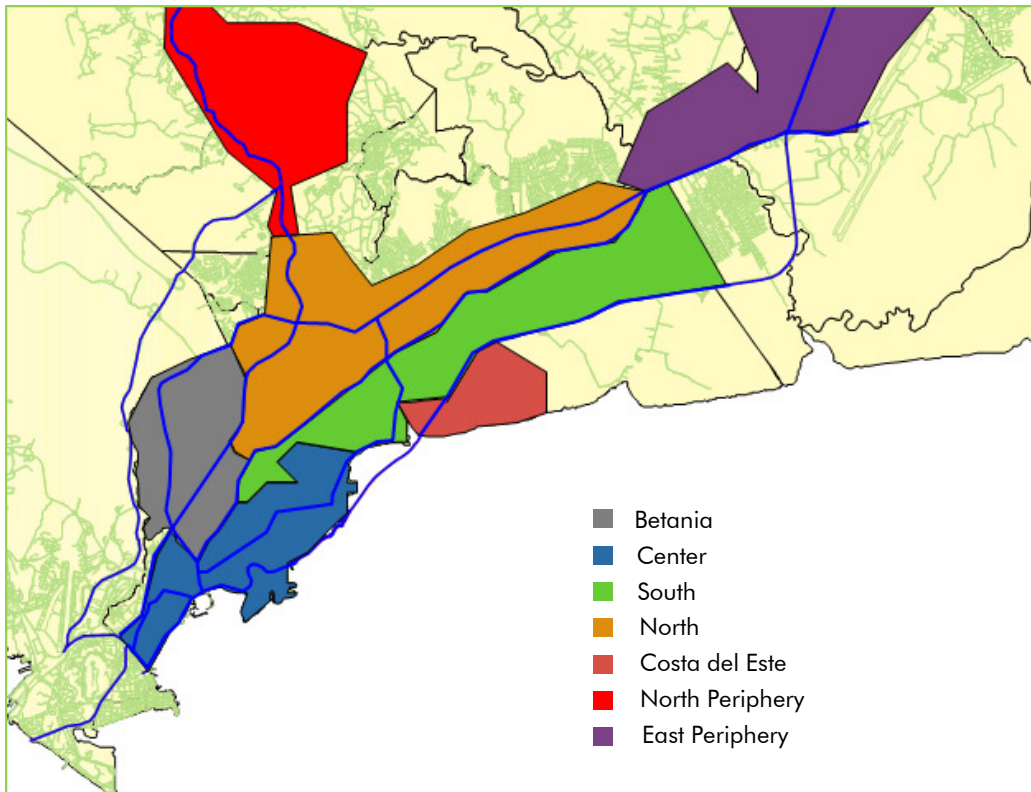 Betania
Center
South
North
Costa del Este
North Periphery
East Periphery